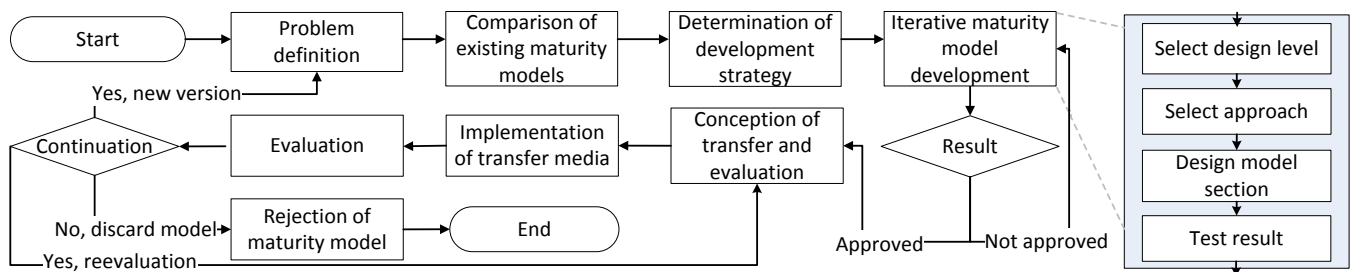 Start
Problem
definition
Comparison of
existing maturity
models
Determination of
development
strategy
Iterative maturity
model
development
Select design level
Select approach
Design model
section
Test result
Yes, new version
Continuation
Evaluation
Implementation
of transfer media
Conception of
transfer and
evaluation
Result
No, discard model
Rejection of
maturity model
End
Approved
Not approved
Yes, reevaluation